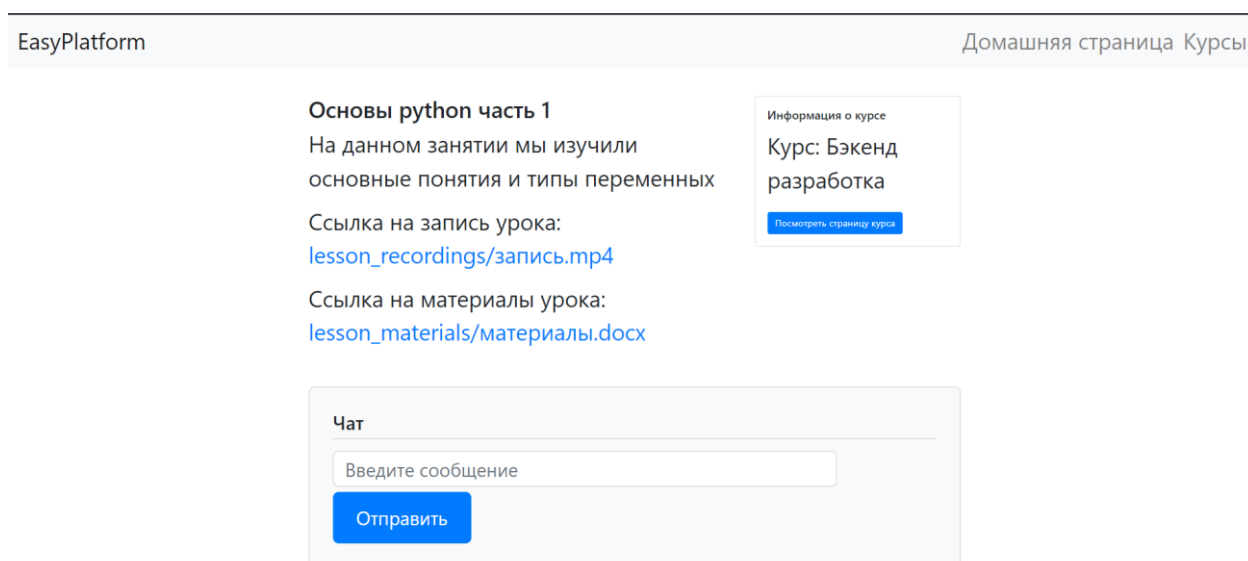 EasyPlatform
Домашняя страница Курсы
Основы python часть 1
На данном занятии мы изучили
основные понятия и типы переменных
Ссылка на запись урока:
lesson_recordings/запись.mp4
Ссылка на материалы урока:
lesson_materials/материалы.docx
Информация о курсе
Курс: Бэкенд
разработка
Посмотреть страницу курса
Чат
Введите сообщение
Отправить